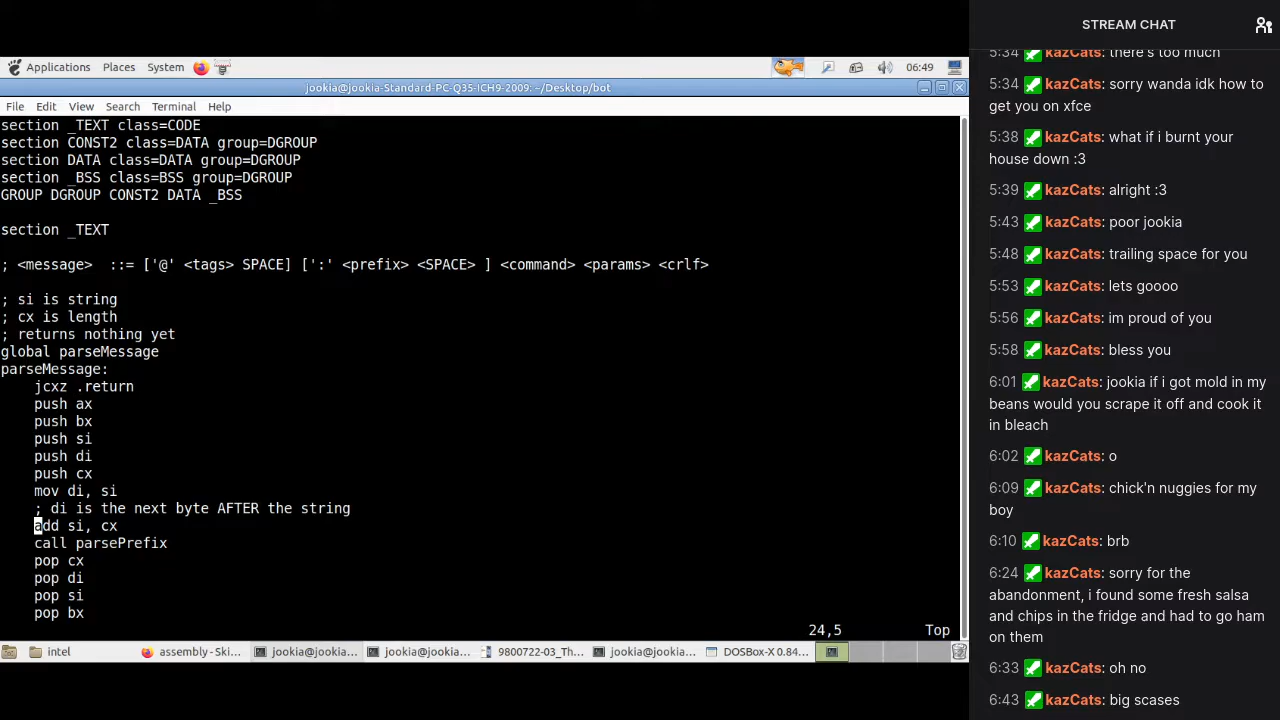 STREAM CHAT
Applications Places System 06:49
jookia@jookia-Standard-PC-Q35-ICH9-2009: ~/Desktop/bot
File Edit View Search Terminal Help
section _TEXT class=CODE
section CONST2 class=DATA group=DGROUP
section DATA class=DATA group=DGROUP
section _BSS class=BSS group=DGROUP
GROUP DGROUP CONST2 DATA _BSS
section _TEXT
; <message>  ::= ['@' <tags> SPACE] [':' <prefix> <SPACE> ] <command> <params> <crlf>
; si is string
; cx is length
; returns nothing yet
global parseMessage
parseMessage:
jcxz .return
push ax
push bx
push si
push di
push cx
mov di, si
; di is the next byte AFTER the string
add si, cx
call parsePrefix
pop cx
pop di
pop si
pop bx
24,5 Top
intel assembly - Ski... jookia@jookia... jookia@jookia... 9800722-03_Th... jookia@jookia... DOSBox-X 0.84...
5:34 kazCats: there's too much
5:34 kazCats: sorry wanda idk how to
get you on xfce
5:38 kazCats: what if i burnt your
house down :3
5:39 kazCats: alright :3
5:43 kazCats: poor jookia
5:48 kazCats: trailing space for you
5:53 kazCats: lets goooo
5:56 kazCats: im proud of you
5:58 kazCats: bless you
6:01 kazCats: jookia if i got mold in my
beans would you scrape it off and cook it
in bleach
6:02 kazCats: o
6:09 kazCats: chick'n nuggies for my
boy
6:10 kazCats: brb
6:24 kazCats: sorry for the
abandonment, i found some fresh salsa
and chips in the fridge and had to go ham
on them
6:33 kazCats: oh no
6:43 kazCats: big scases